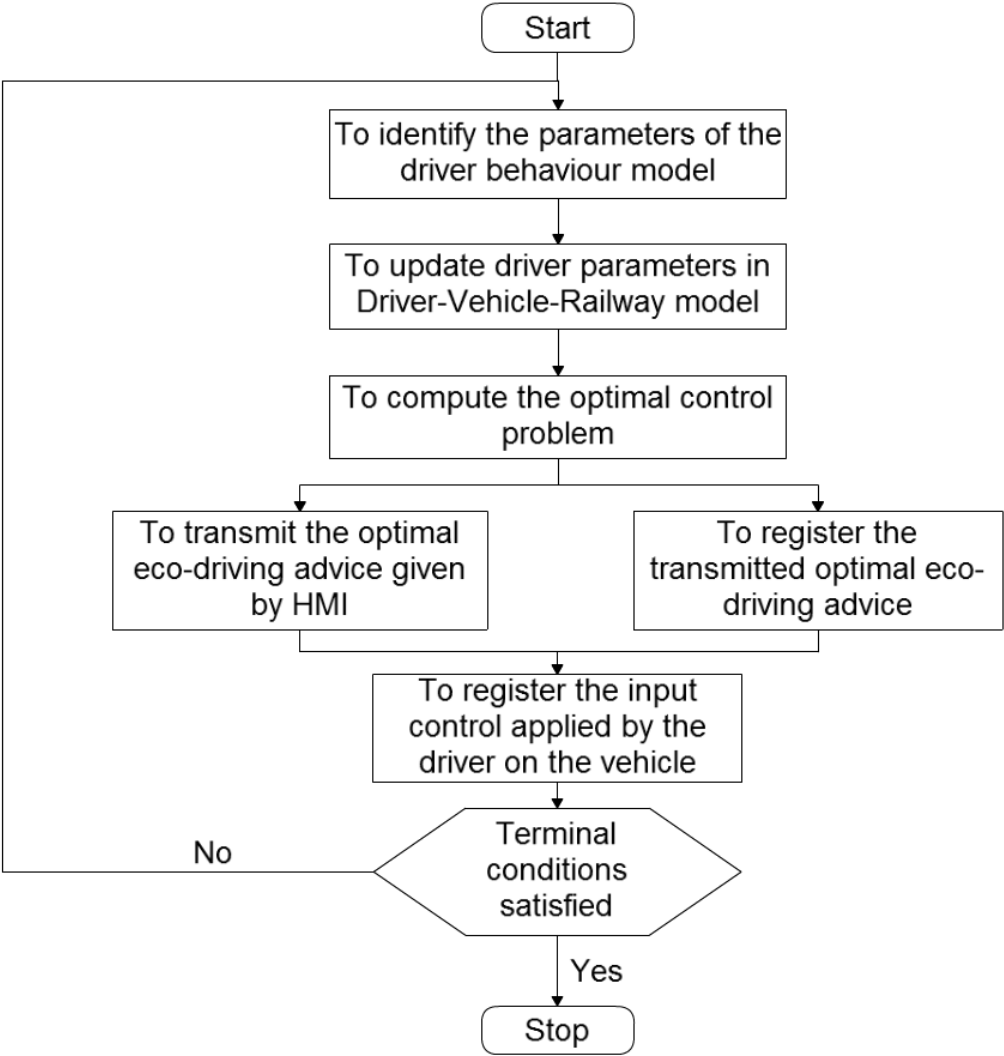 Start
To identify the parameters of the
driver behaviour model
To update driver parameters in
Driver-Vehicle-Railway model
To compute the optimal control
problem
To transmit the optimal
eco-driving advice given
by HMI
To register the
transmitted optimal eco-
driving advice
To register the input
control applied by the
driver on the vehicle
Terminal
conditions
satisfied
No
Yes
Stop